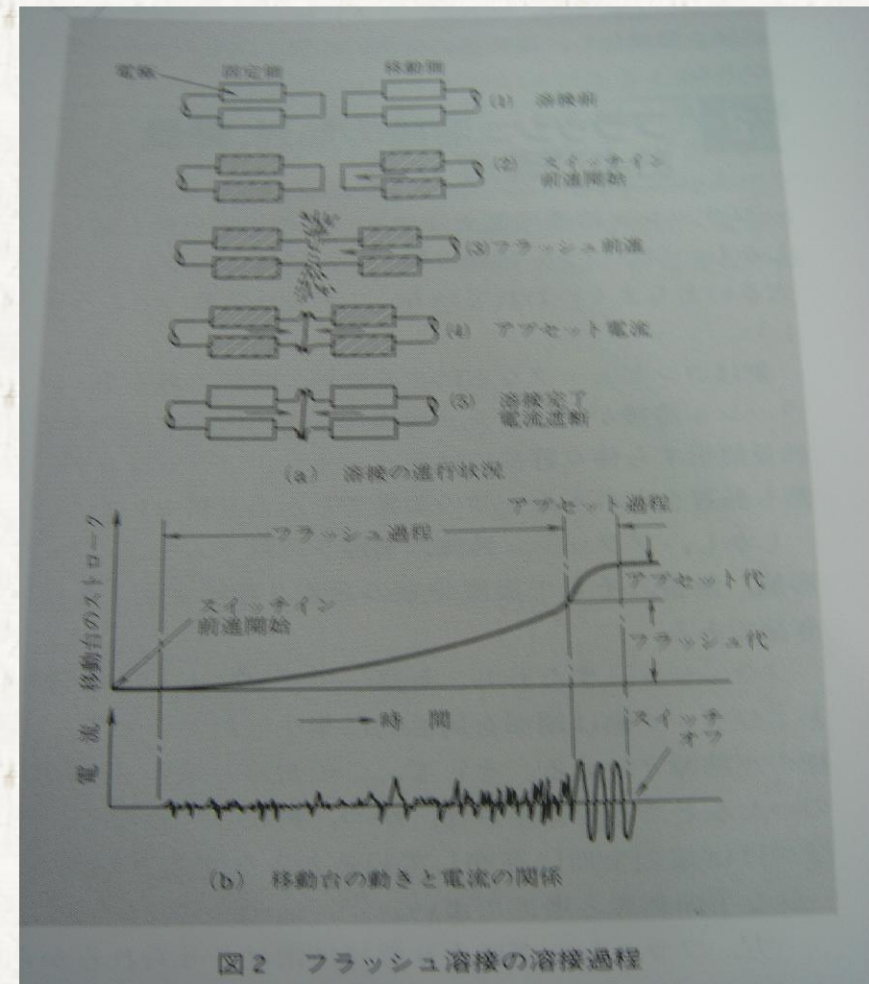 電極
固定側
移動側
(1) 溶接前
(2) スイッチイン
前進開始
(3)フラッシュ前進
(4) アプセット電流
(5) 溶接完了
電流遮断
(a) 溶接の進行状況
アプセット過程
フラッシュ過程
移動台のストローク
スイッチイン
前進開始
アプセット代
フラッシュ代
時間
スイッチ
オフ
電流
(b) 移動台の動きと電流の関係
図2 フラッシュ溶接の溶接過程